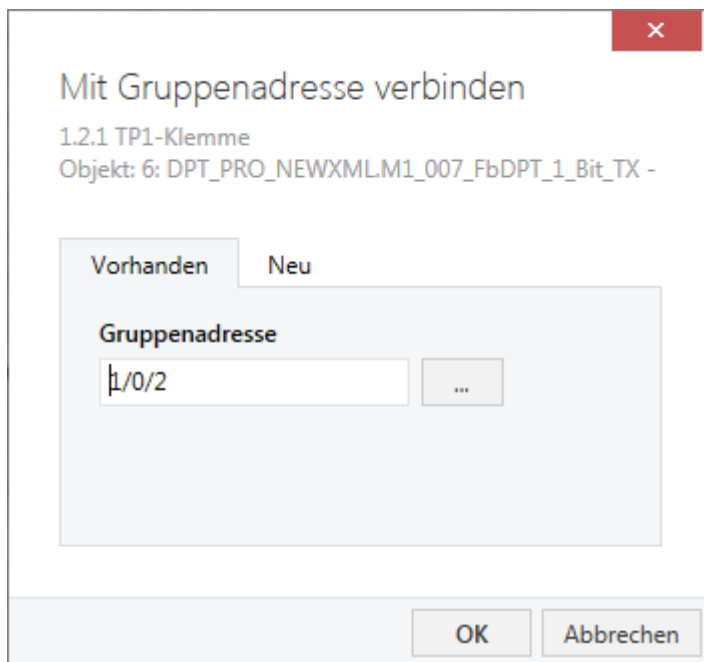 Mit Gruppenadresse verbinden
1.2.1 TP1-Klemme
Objekt: 6: DPT_PRO_NEWXML.M1_007_FbDPT_1_Bit_TX -
Vorhanden Neu
Gruppenadresse
1/0/2 ...
OK Abbrechen